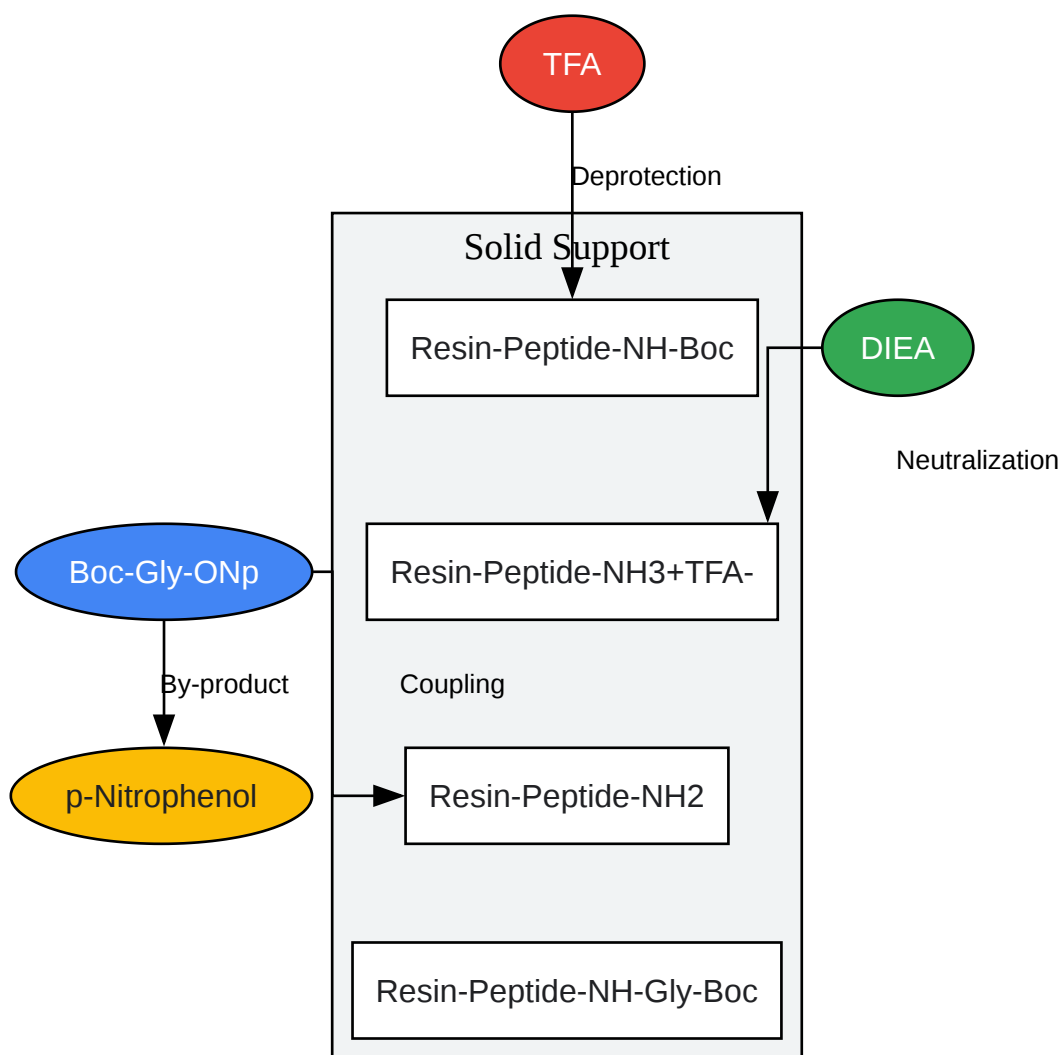 TFA
Deprotection
Solid Support
Resin-Peptide-NH-Boc
DIEA
Neutralization
Boc-Gly-ONp
Resin-Peptide-NH3+TFA-
By-product
Coupling
p-Nitrophenol
Resin-Peptide-NH2
Resin-Peptide-NH-Gly-Boc